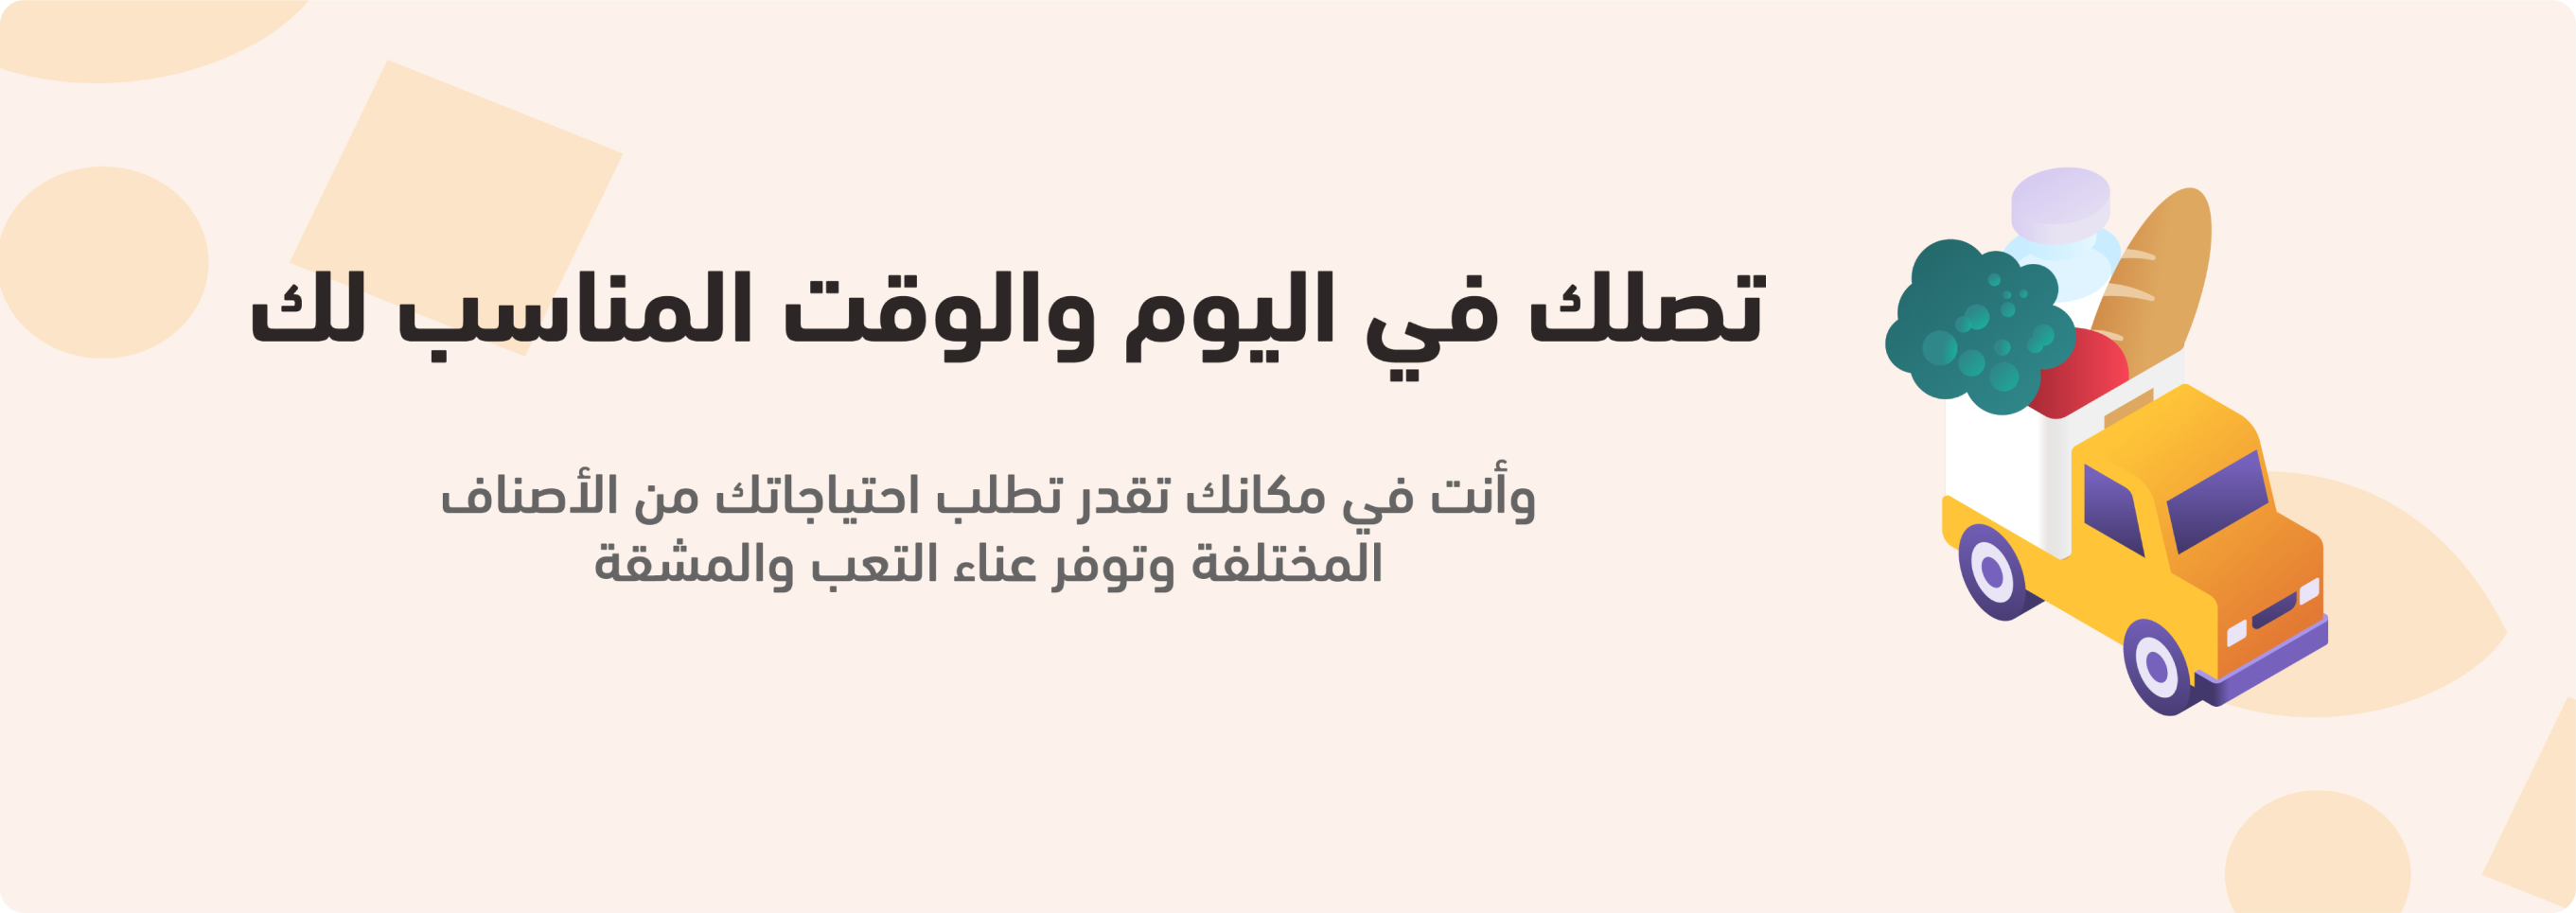 تصلك في اليوم والوقت المناسب لك
وأنت في مكانك تقدر تطلب احتياجاتك من الأصناف
المختلفة وتوفر عناء التعب والمشقة